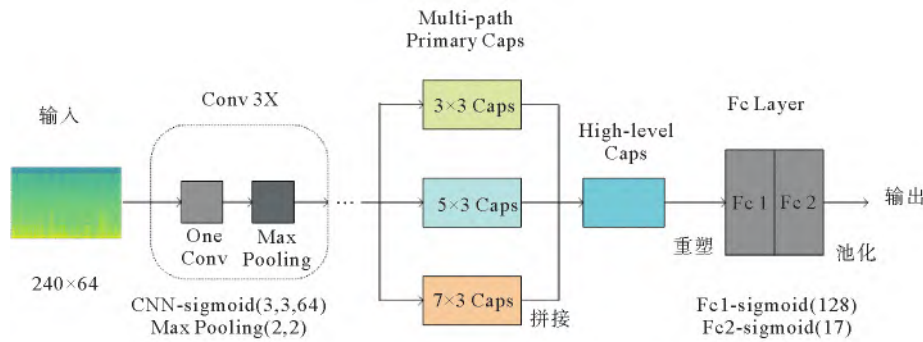 Multi-path
Primary Caps
Conv 3X
输入
3×3 Caps
Fc Layer
High-level
Caps
5×3 Caps
Fc 1
Fc 2
输出
…
One
Conv
Max
Pooling
重塑
池化
240×64
7×3 Caps
拼接
CNN-sigmoid(3,3,64)
Max Pooling(2,2)
Fc1-sigmoid(128)
Fc2-sigmoid(17)